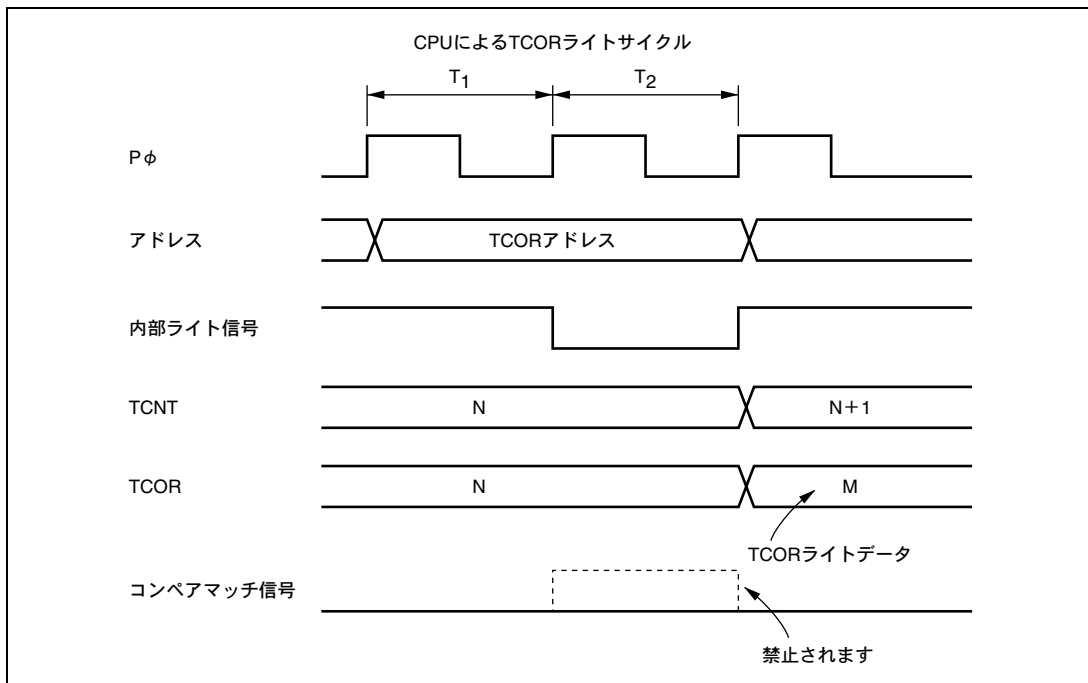 CPUによるTCORライトサイクル
T1 T2
Pφ
アドレス TCORアドレス
内部ライト信号
TCNT N N+1
TCOR N M
TCORライトデータ
コンペアマッチ信号
禁止されます